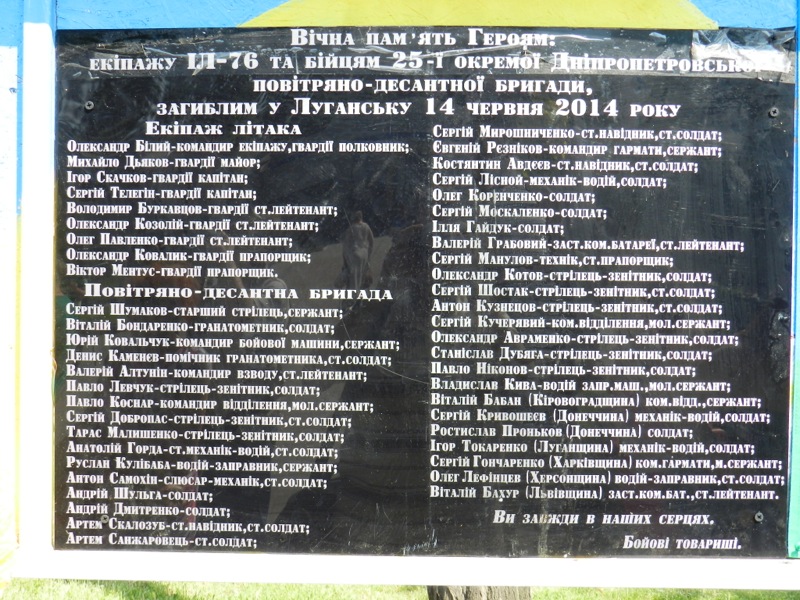 Вічна пам'ять Героям:
екіпажу ІЛ-76 та бійцям 25-ї окремої Дніпропетровської
повітряно-десантної бригади,
загиблим у Луганську 14 червня 2014 року
Екіпаж літака
Олександр Білий-командир екіпажу,гвардії полковник;
Михайло Дьяков-гвардії майор;
Ігор Скачков-гвардії капітан;
Сергій Телегін-гвардії капітан;
Володимир Буркавцов-гвардії ст.лейтенант;
Олександр Козолій-гвардії ст.лейтенант;
Олег Павленко-гвардії ст.лейтенант;
Олександр Ковалик-гвардії прапорщик;
Віктор Ментус-гвардії прапорщик.
Повітряно-десантна бригада
Сергій Шумаков-старший стрілець,сержант;
Віталій Бондаренко-гранатометник,солдат;
Юрій Ковальчук-командир бойової машини,сержант;
Денис Каменєв-помічник гранатометника,ст.солдат;
Валерій Алтунін-командир взводу,ст.лейтенант;
Павло Левчук-стрілець-зенітник,солдат;
Павло Коснар-командир відділення,мол.сержант;
Сергій Добропас-стрілець-зенітник,ст.солдат;
Тарас Малишенко-стрілець-зенітник,солдат;
Анатолій Горда-ст.механік-водій,ст.солдат;
Руслан Кулібаба-водій-заправник,сержант;
Антон Самохін-слюсар-механік,ст.солдат;
Андрій Шульга-солдат;
Андрій Дмитренко-солдат;
Артем Скалозуб-ст.навідник,ст.солдат;
Артем Санжаровець-ст.солдат;
Сергій Мирошниченко-ст.навідник,ст.солдат;
Євгеній Рєзніков-командир гармати,сержант;
Костянтин Авдєєв-ст.навідник,ст.солдат;
Сергій Лісной-механік-водій,солдат;
Олег Коренченко-солдат;
Сергій Москаленко-солдат;
Ілля Гайдук-солдат;
Валерій Грабовий-заст.ком.батареї,ст.лейтенант;
Сергій Манулов-технік,ст.прапорщик;
Олександр Котов-стрілець-зенітник,солдат;
Сергій Шостак-стрілець-зенітник,ст.солдат;
Антон Кузнецов-стрілець-зенітник,ст.солдат;
Сергій Кучерявий-ком.відділення,мол.сержант;
Олександр Авраменко-стрілець-зенітник,солдат;
Станіслав Дубяга-стрілець-зенітник,солдат;
Павло Ніконов-стрілець-зенітник,солдат;
Владислав Кива-водій запр.маш.,мол.сержант;
Віталій Бабан (Кіровоградщина) ком.відд.,сержант;
Сергій Кривошеєв (Донеччина) механік-водій,солдат;
Ростислав Проньков(Донеччина) солдат;
Ігор Токаренко (Луганщина) механік-водій,солдат;
Сергій Гончаренко (Харківщина) ком.гармати,м.сержант;
Олег Лефінцев (Херсонщина) водій-заправник,ст.солдат;
Віталій Бахур (Львівщина) заст.ком.бат.,ст.лейтенант.
Ви завжди в наших серцях.
Бойові товариші.